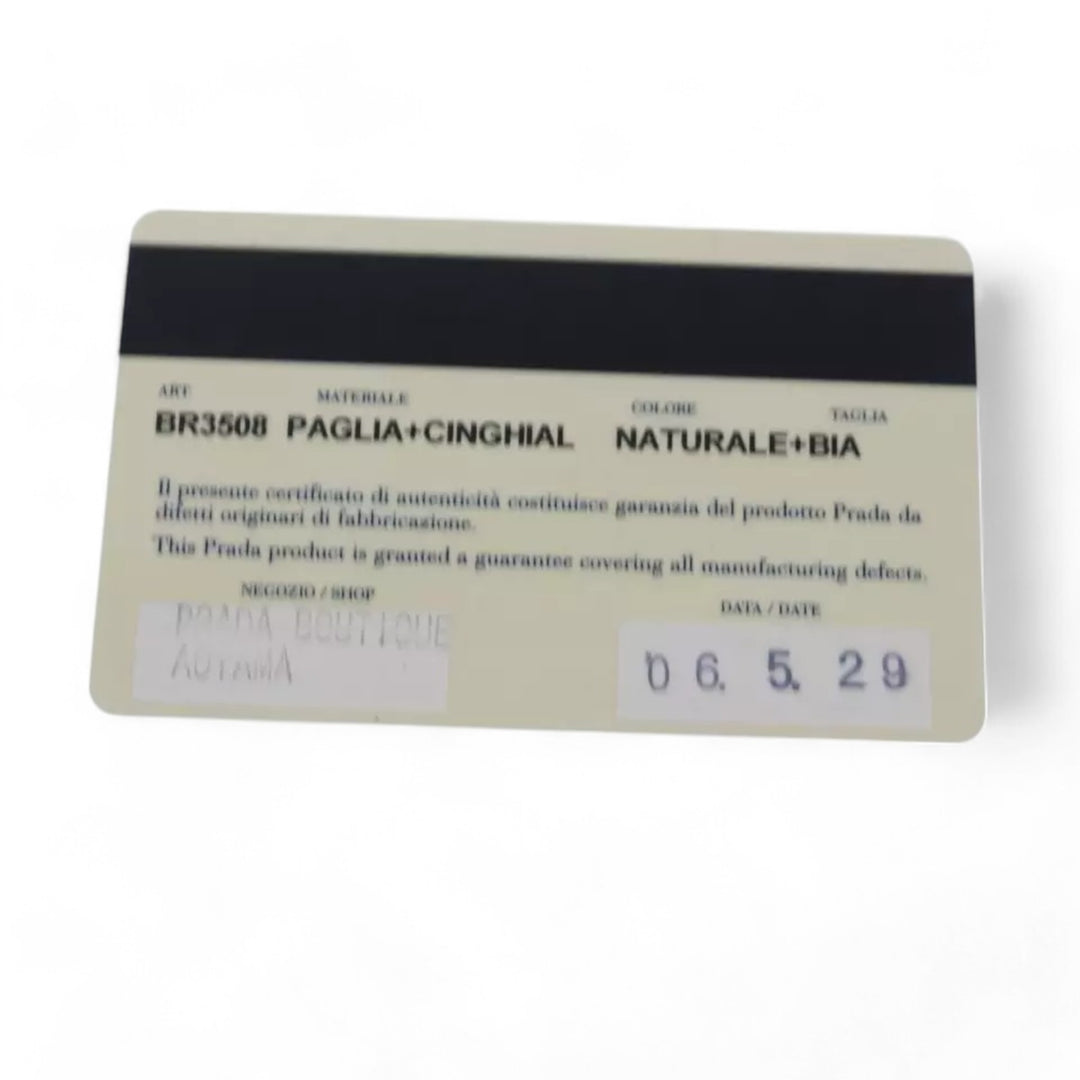 ART MATERIALE COLORE TAGLIA
BR3508 PAGLIA+CINGHIAL NATURALE+BIA
Il presente certificato di autenticità costituisce garanzia del prodotto Prada da
difetti originari di fabbricazione.
This Prada product is granted a guarantee covering all manufacturing defects.
NEGOZIO / SHOP DATA / DATE
PRADA BOUTIQUE
AOYAMA
06. 5. 29